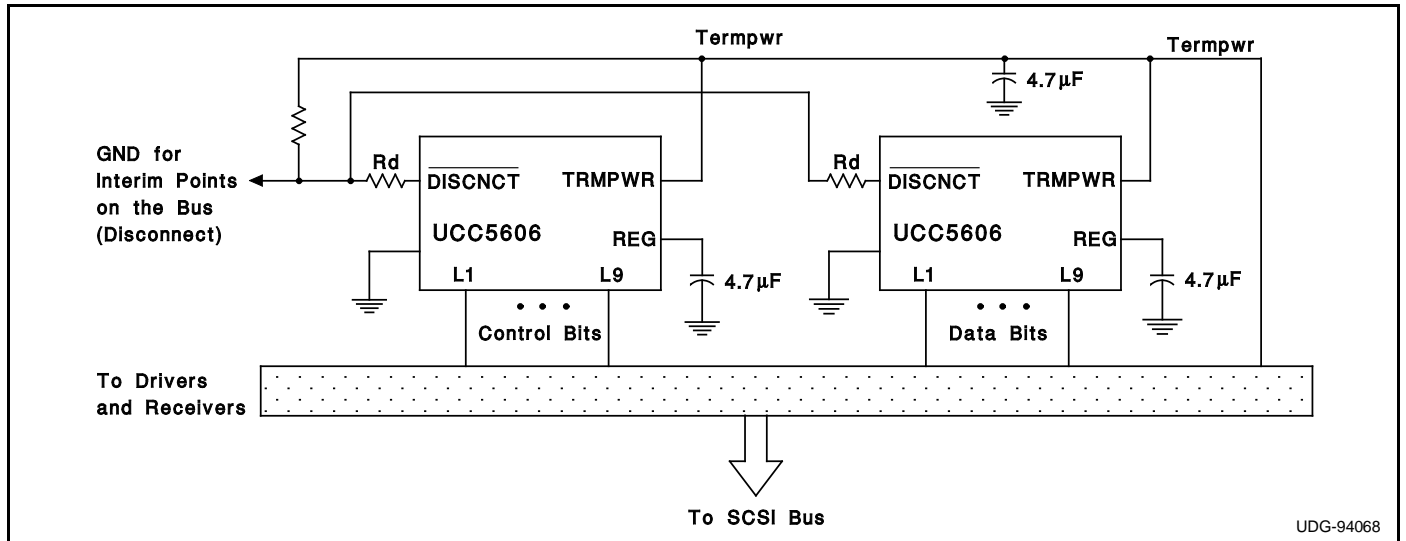 Termpwr
Termpwr
4.7µF
GND for
Interim Points
on the Bus
(Disconnect)
Rd
DISCNCT
TRMPWR
UCC5606
REG
L1
L9
4.7µF
Control Bits
Rd
DISCNCT
TRMPWR
UCC5606
REG
L1
L9
4.7µF
Data Bits
To Drivers
and Receivers
To SCSI Bus
UDG-94068